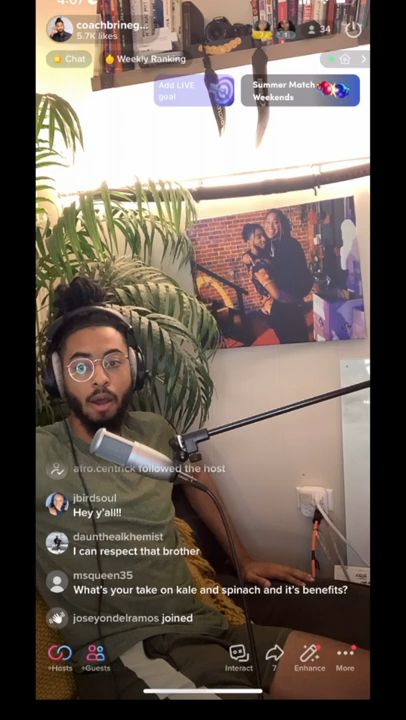 coachbrineg...
5.7K likes
34
Chat
Weekly Ranking
Add LIVE
goal
Summer Match
Weekends
afro.centrick followed the host
jbirdsoul
Hey y'all!!
daunthealkhemist
I can respect that brother
msqueen35
What's your take on kale and spinach and it's benefits?
joseyondelramos joined
+Hosts
+Guests
Interact
7
Enhance
More